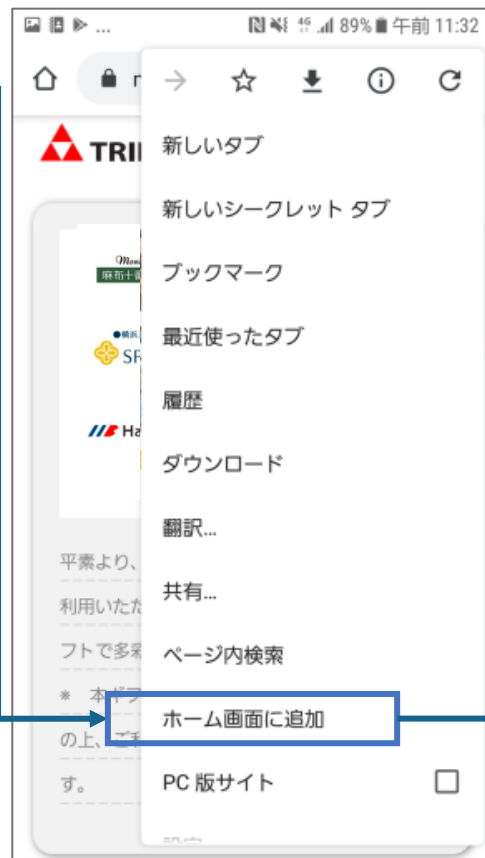 ... 4G 89% 午前 11:32
TRI
新しいタブ
新しいシークレット タブ
ブックマーク
麻布十
最近使ったタブ
SF
履歴
Ha
ダウンロード
翻訳...
平素より、
共有...
利用いただ
フトで多彩
ページ内検索
※ 本ギフ
ホーム画面に追加
の上、ご利
PC 版サイト
す。
設定